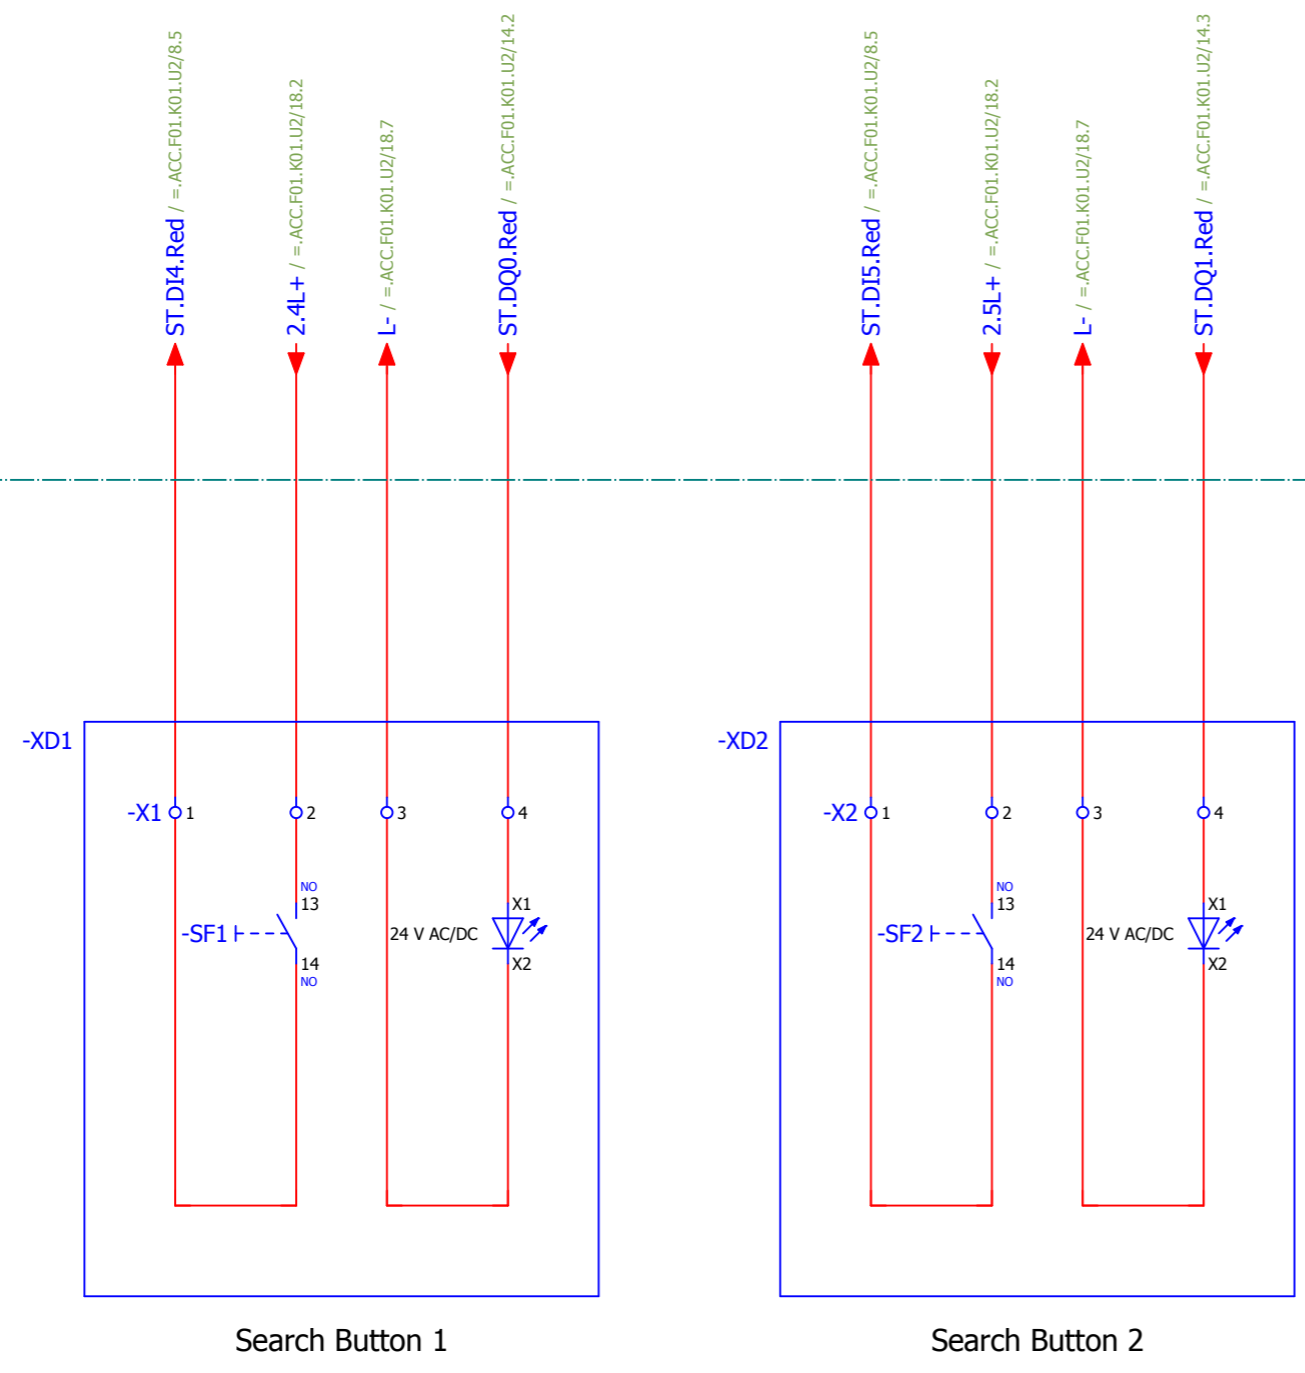 ST.DI4.Red / =.ACC.F01.K01.U2/8.5
2.4L+ / =.ACC.F01.K01.U2/18.2
L- / =.ACC.F01.K01.U2/18.7
ST.DQ0.Red / =.ACC.F01.K01.U2/14.2
ST.DI5.Red / =.ACC.F01.K01.U2/8.5
2.5L+ / =.ACC.F01.K01.U2/18.2
L- / =.ACC.F01.K01.U2/18.7
ST.DQ1.Red / =.ACC.F01.K01.U2/14.3
-XD1
-X1 1 2 3 4
NO
13 X1
-SF1 24 V AC/DC
14 X2
NO
Search Button 1
-XD2
-X2 1 2 3 4
NO
13 X1
-SF2 24 V AC/DC
14 X2
NO
Search Button 2